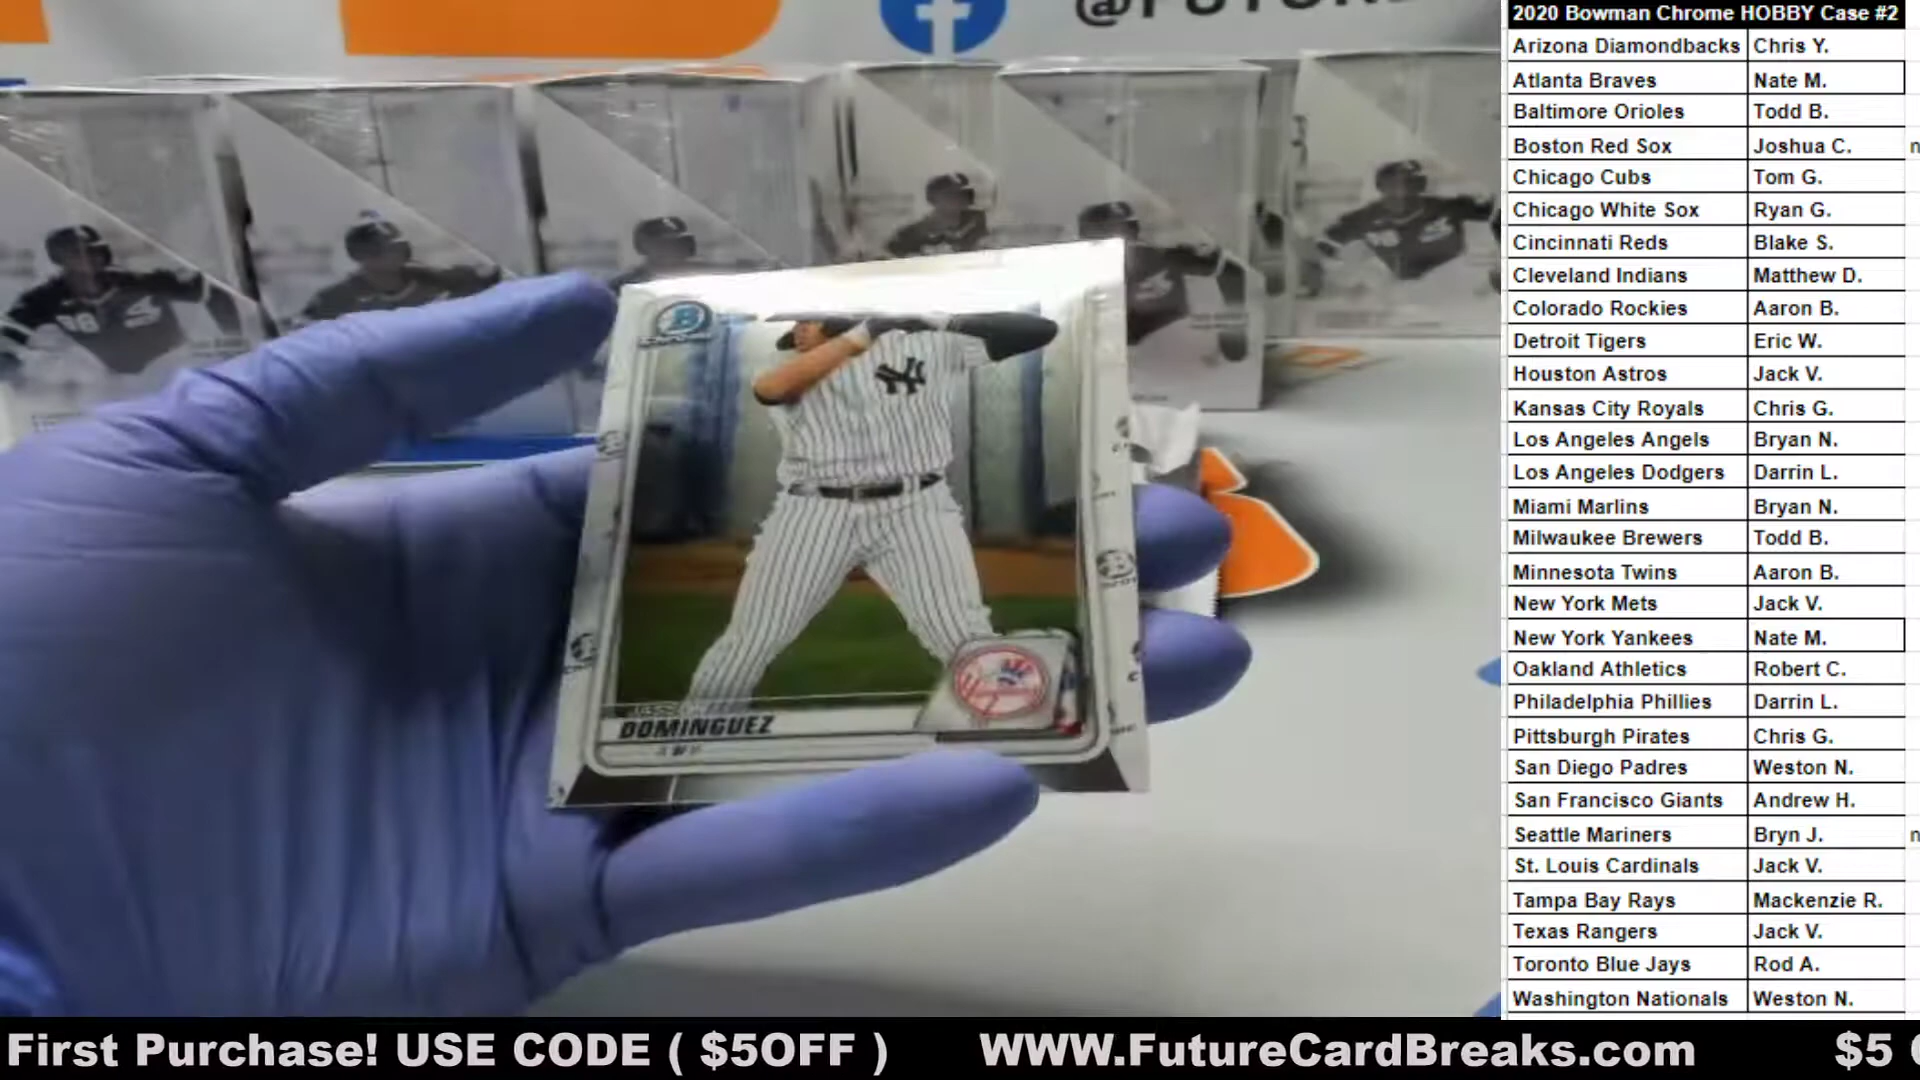 @FUTURE
2020 Bowman Chrome HOBBY Case #2
Arizona Diamondbacks Chris Y.
Atlanta Braves Nate M.
Baltimore Orioles Todd B.
Boston Red Sox Joshua C.
Chicago Cubs Tom G.
Chicago White Sox Ryan G.
Cincinnati Reds Blake S.
Cleveland Indians Matthew D.
Colorado Rockies Aaron B.
Detroit Tigers Eric W.
Houston Astros Jack V.
Kansas City Royals Chris G.
Los Angeles Angels Bryan N.
Los Angeles Dodgers Darrin L.
Miami Marlins Bryan N.
Milwaukee Brewers Todd B.
Minnesota Twins Aaron B.
New York Mets Jack V.
New York Yankees Nate M.
Oakland Athletics Robert C.
Philadelphia Phillies Darrin L.
Pittsburgh Pirates Chris G.
San Diego Padres Weston N.
San Francisco Giants Andrew H.
Seattle Mariners Bryn J.
St. Louis Cardinals Jack V.
Tampa Bay Rays Mackenzie R.
Texas Rangers Jack V.
Toronto Blue Jays Rod A.
Washington Nationals Weston N.
DOMINGUEZ
First Purchase! USE CODE ( $5OFF ) WWW.FutureCardBreaks.com $5